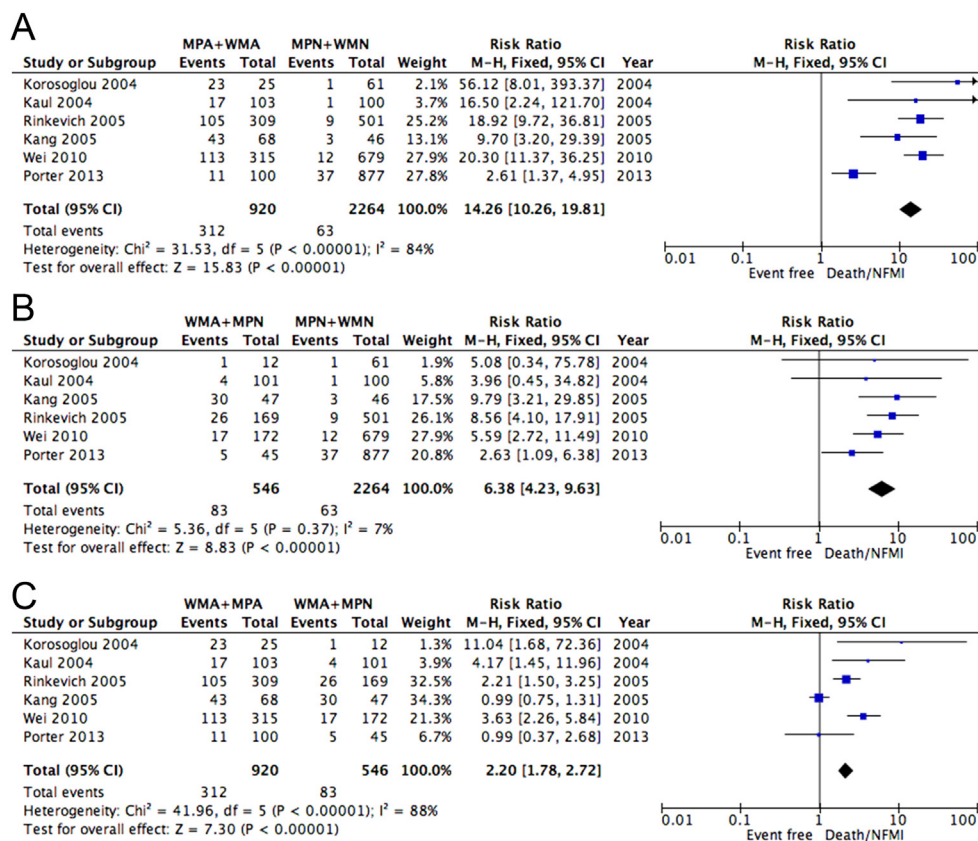 A
MPA+WMA MPN+WMN Risk Ratio Risk Ratio
Study or Subgroup Events Total Events Total Weight M-H, Fixed, 95% CI Year M-H, Fixed, 95% CI
Korosoglou 2004 23 25 1 61 2.1% 56.12 [8.01, 393.37] 2004
Kaul 2004 17 103 1 100 3.7% 16.50 [2.24, 121.70] 2004
Rinkevich 2005 105 309 9 501 25.2% 18.92 [9.72, 36.81] 2005
Kang 2005 43 68 3 46 13.1% 9.70 [3.20, 29.39] 2005
Wei 2010 113 315 12 679 27.9% 20.30 [11.37, 36.25] 2010
Porter 2013 11 100 37 877 27.8% 2.61 [1.37, 4.95] 2013
Total (95% CI) 920 2264 100.0% 14.26 [10.26, 19.81]
Total events 312 63
Heterogeneity: Chi² = 31.53, df = 5 (P < 0.00001); I² = 84%
Test for overall effect: Z = 15.83 (P < 0.00001)
0.01 0.1 1 10 100
Event free Death/NFMI
B
WMA+MPN MPN+WMN Risk Ratio Risk Ratio
Study or Subgroup Events Total Events Total Weight M-H, Fixed, 95% CI Year M-H, Fixed, 95% CI
Korosoglou 2004 1 12 1 61 1.9% 5.08 [0.34, 75.78] 2004
Kaul 2004 4 101 1 100 5.8% 3.96 [0.45, 34.82] 2004
Kang 2005 30 47 3 46 17.5% 9.79 [3.21, 29.85] 2005
Rinkevich 2005 26 169 9 501 26.1% 8.56 [4.10, 17.91] 2005
Wei 2010 17 172 12 679 27.9% 5.59 [2.72, 11.49] 2010
Porter 2013 5 45 37 877 20.8% 2.63 [1.09, 6.38] 2013
Total (95% CI) 546 2264 100.0% 6.38 [4.23, 9.63]
Total events 83 63
Heterogeneity: Chi² = 5.36, df = 5 (P = 0.37); I² = 7%
Test for overall effect: Z = 8.83 (P < 0.00001)
0.01 0.1 1 10 100
Event free Death/NFMI
C
WMA+MPA WMA+MPN Risk Ratio Risk Ratio
Study or Subgroup Events Total Events Total Weight M-H, Fixed, 95% CI Year M-H, Fixed, 95% CI
Korosoglou 2004 23 25 1 12 1.3% 11.04 [1.68, 72.36] 2004
Kaul 2004 17 103 4 101 3.9% 4.17 [1.45, 11.96] 2004
Rinkevich 2005 105 309 26 169 32.5% 2.21 [1.50, 3.25] 2005
Kang 2005 43 68 30 47 34.3% 0.99 [0.75, 1.31] 2005
Wei 2010 113 315 17 172 21.3% 3.63 [2.26, 5.84] 2010
Porter 2013 11 100 5 45 6.7% 0.99 [0.37, 2.68] 2013
Total (95% CI) 920 546 100.0% 2.20 [1.78, 2.72]
Total events 312 83
Heterogeneity: Chi² = 41.96, df = 5 (P < 0.00001); I² = 88%
Test for overall effect: Z = 7.30 (P < 0.00001)
0.01 0.1 1 10 100
Event free Death/NFMI